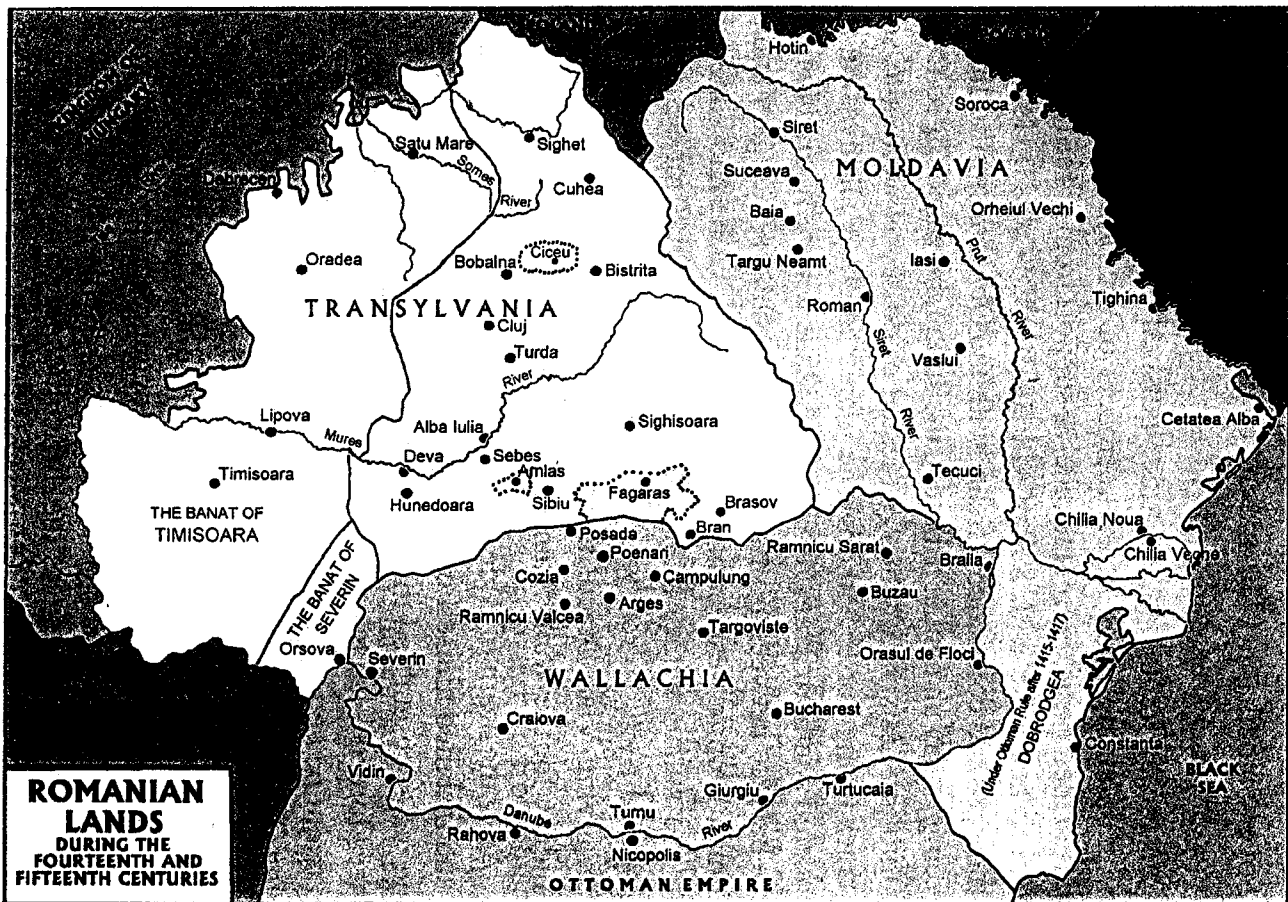 KINGDOM OF
HUNGARY
Hotin
Soroca
Siret
Satu Mare
Sighet
Somes
River
MOLDAVIA
Debrecen
Cuhea
Suceava
Baia
Orheiul Vechi
Targu Neamt
Iasi
Prut
River
Oradea
Bobalna
Ciceu
Bistrita
TRANSYLVANIA
Roman
Tighina
Cluj
Turda
River
Siret
River
Vaslui
Lipova
Mures
Alba Iulia
Sighisoara
Cetatea Alba
Deva
Sebes
Amlas
Timisoara
Hunedoara
Sibiu
Fagaras
Brasov
Tecuci
THE BANAT OF
TIMISOARA
Bran
Chilia Noua
Chilia Veche
Posada
Poenari
Ramnicu Sarat
Braila
THE BANAT OF
SEVERIN
Cozia
Campulung
Buzau
Ramnicu Valcea
Arges
Targoviste
Orsova
Severin
Orasul de Floci
WALLACHIA
(Under Ottoman Rule after 1415-1417)
DOBRODGEA
Craiova
Bucharest
Constanta
Vidin
BLACK
SEA
Giurgiu
Turtucaia
Danube
River
Turnu
Rahova
Nicopolis
OTTOMAN EMPIRE
ROMANIAN
LANDS
DURING THE
FOURTEENTH AND
FIFTEENTH CENTURIES